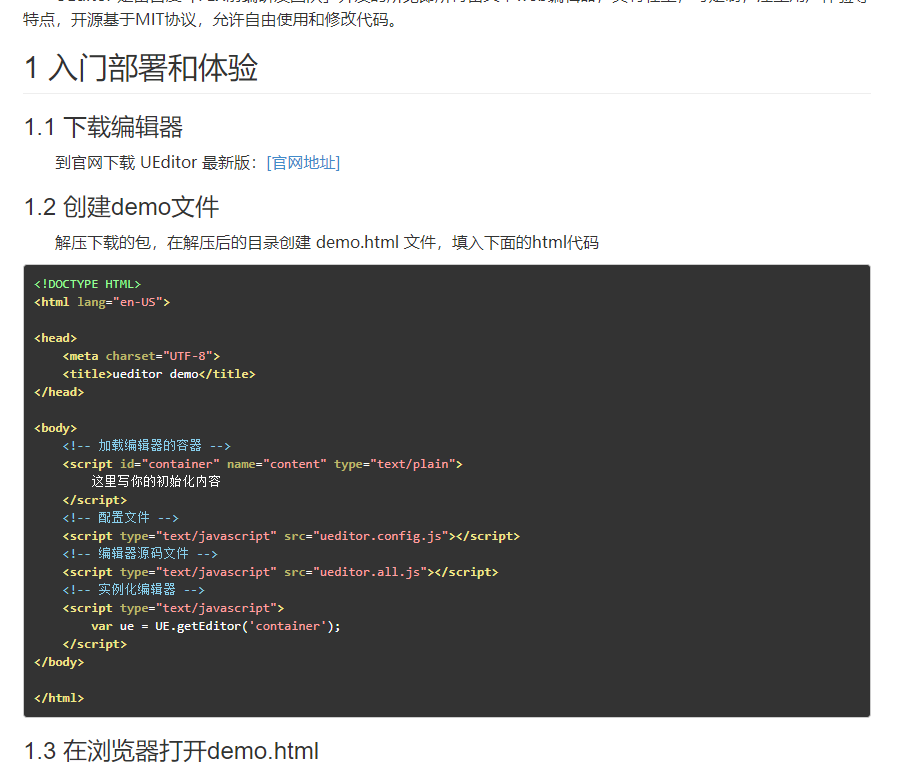 特点，开源基于MIT协议，允许自由使用和修改代码。
1 入门部署和体验
1.1 下载编辑器
到官网下载 UEditor 最新版：[官网地址]
1.2 创建demo文件
解压下载的包，在解压后的目录创建 demo.html 文件，填入下面的html代码
<!DOCTYPE HTML>
<html lang="en-US">
<head>
<meta charset="UTF-8">
<title>ueditor demo</title>
</head>
<body>
<!-- 加载编辑器的容器 -->
<script id="container" name="content" type="text/plain">
这里写你的初始化内容
</script>
<!-- 配置文件 -->
<script type="text/javascript" src="ueditor.config.js"></script>
<!-- 编辑器源码文件 -->
<script type="text/javascript" src="ueditor.all.js"></script>
<!-- 实例化编辑器 -->
<script type="text/javascript">
var ue = UE.getEditor('container');
</script>
</body>
</html>
1.3 在浏览器打开demo.html